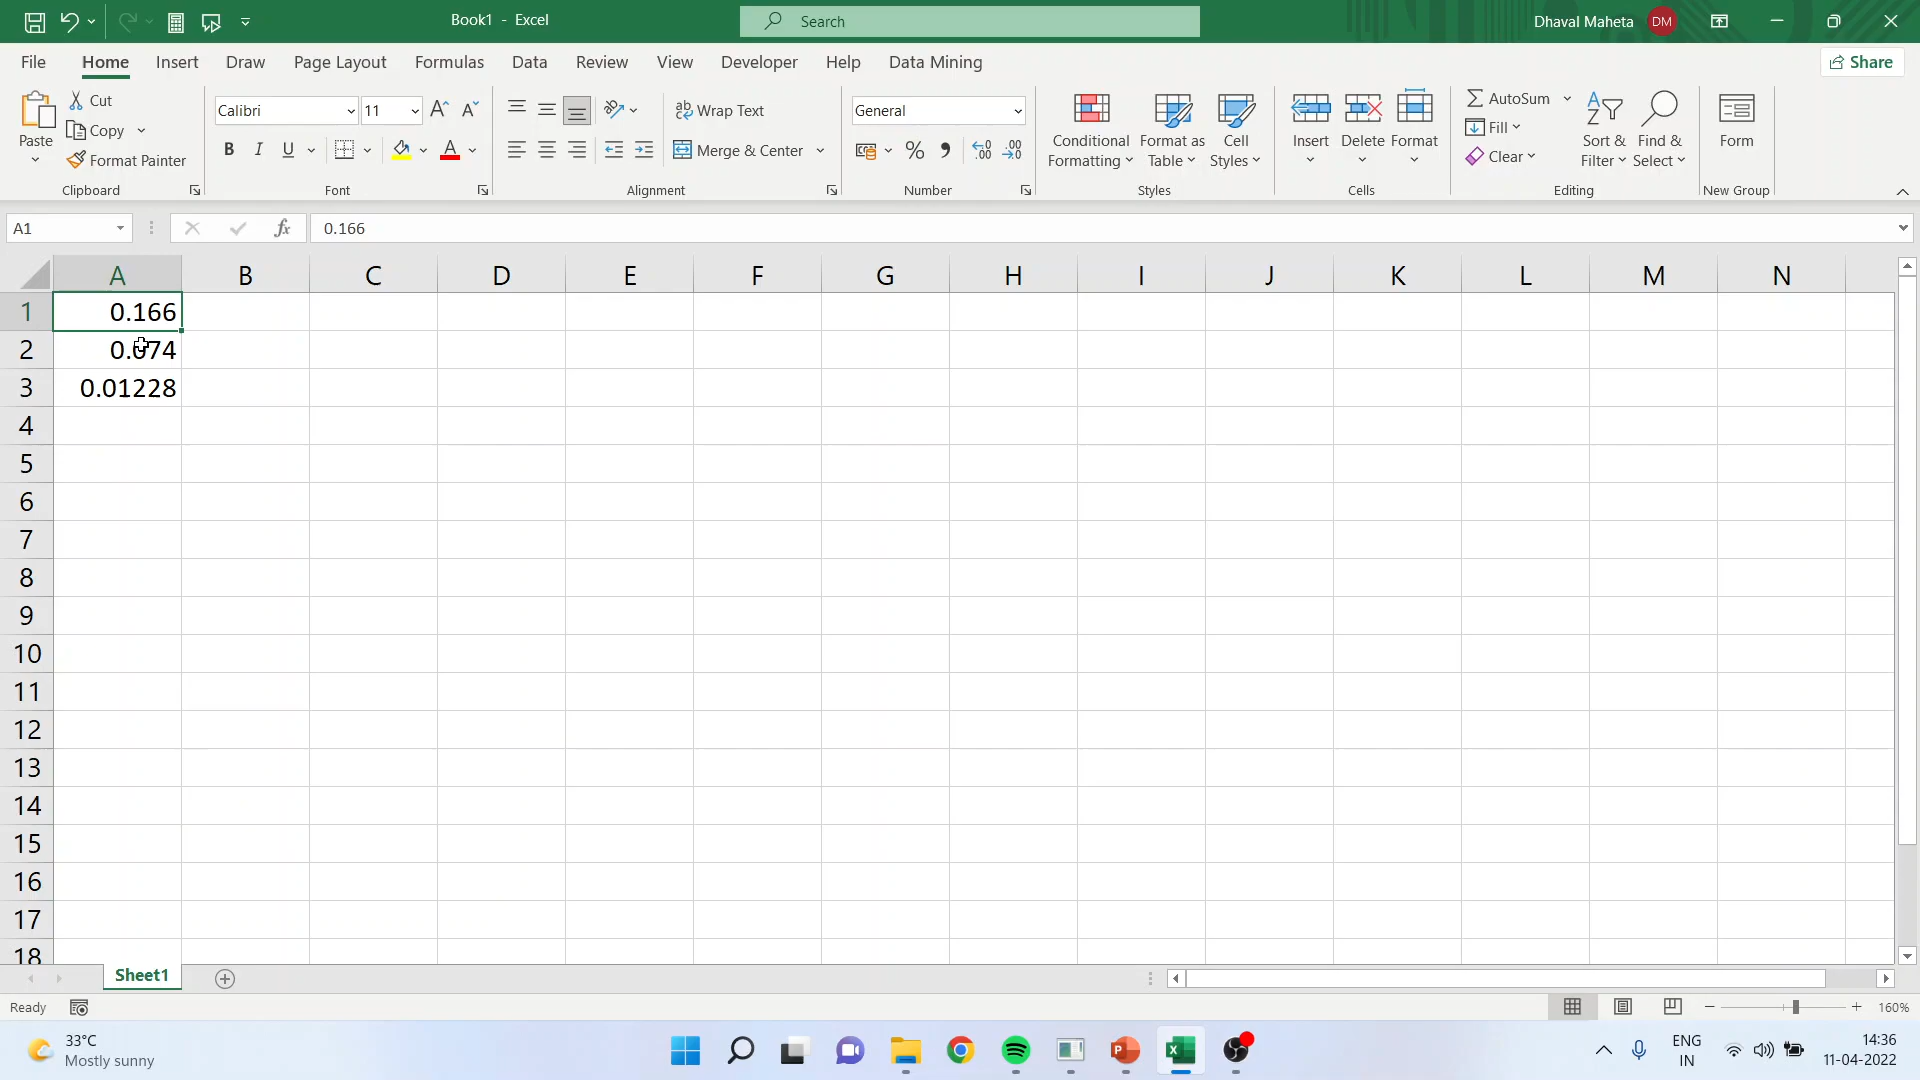 Book1 - Excel
Search
Dhaval Maheta DM
File Home Insert Draw Page Layout Formulas Data Review View Developer Help Data Mining Share
Paste
Cut
Copy
Format Painter
Clipboard
Calibri 11
B I U
Font
Wrap Text
Merge & Center
Alignment
General
Number
Conditional Formatting
Format as Table
Cell Styles
Styles
Insert Delete Format
Cells
AutoSum
Fill
Clear
Sort & Filter
Find & Select
Editing
Form
New Group
A1 fx 0.166
A B C D E F G H I J K L M N
1 0.166
2 0.074
3 0.01228
4
5
6
7
8
9
10
11
12
13
14
15
16
17
18
Sheet1
Ready 160%
33°C
Mostly sunny
ENG
IN
14:36
11-04-2022